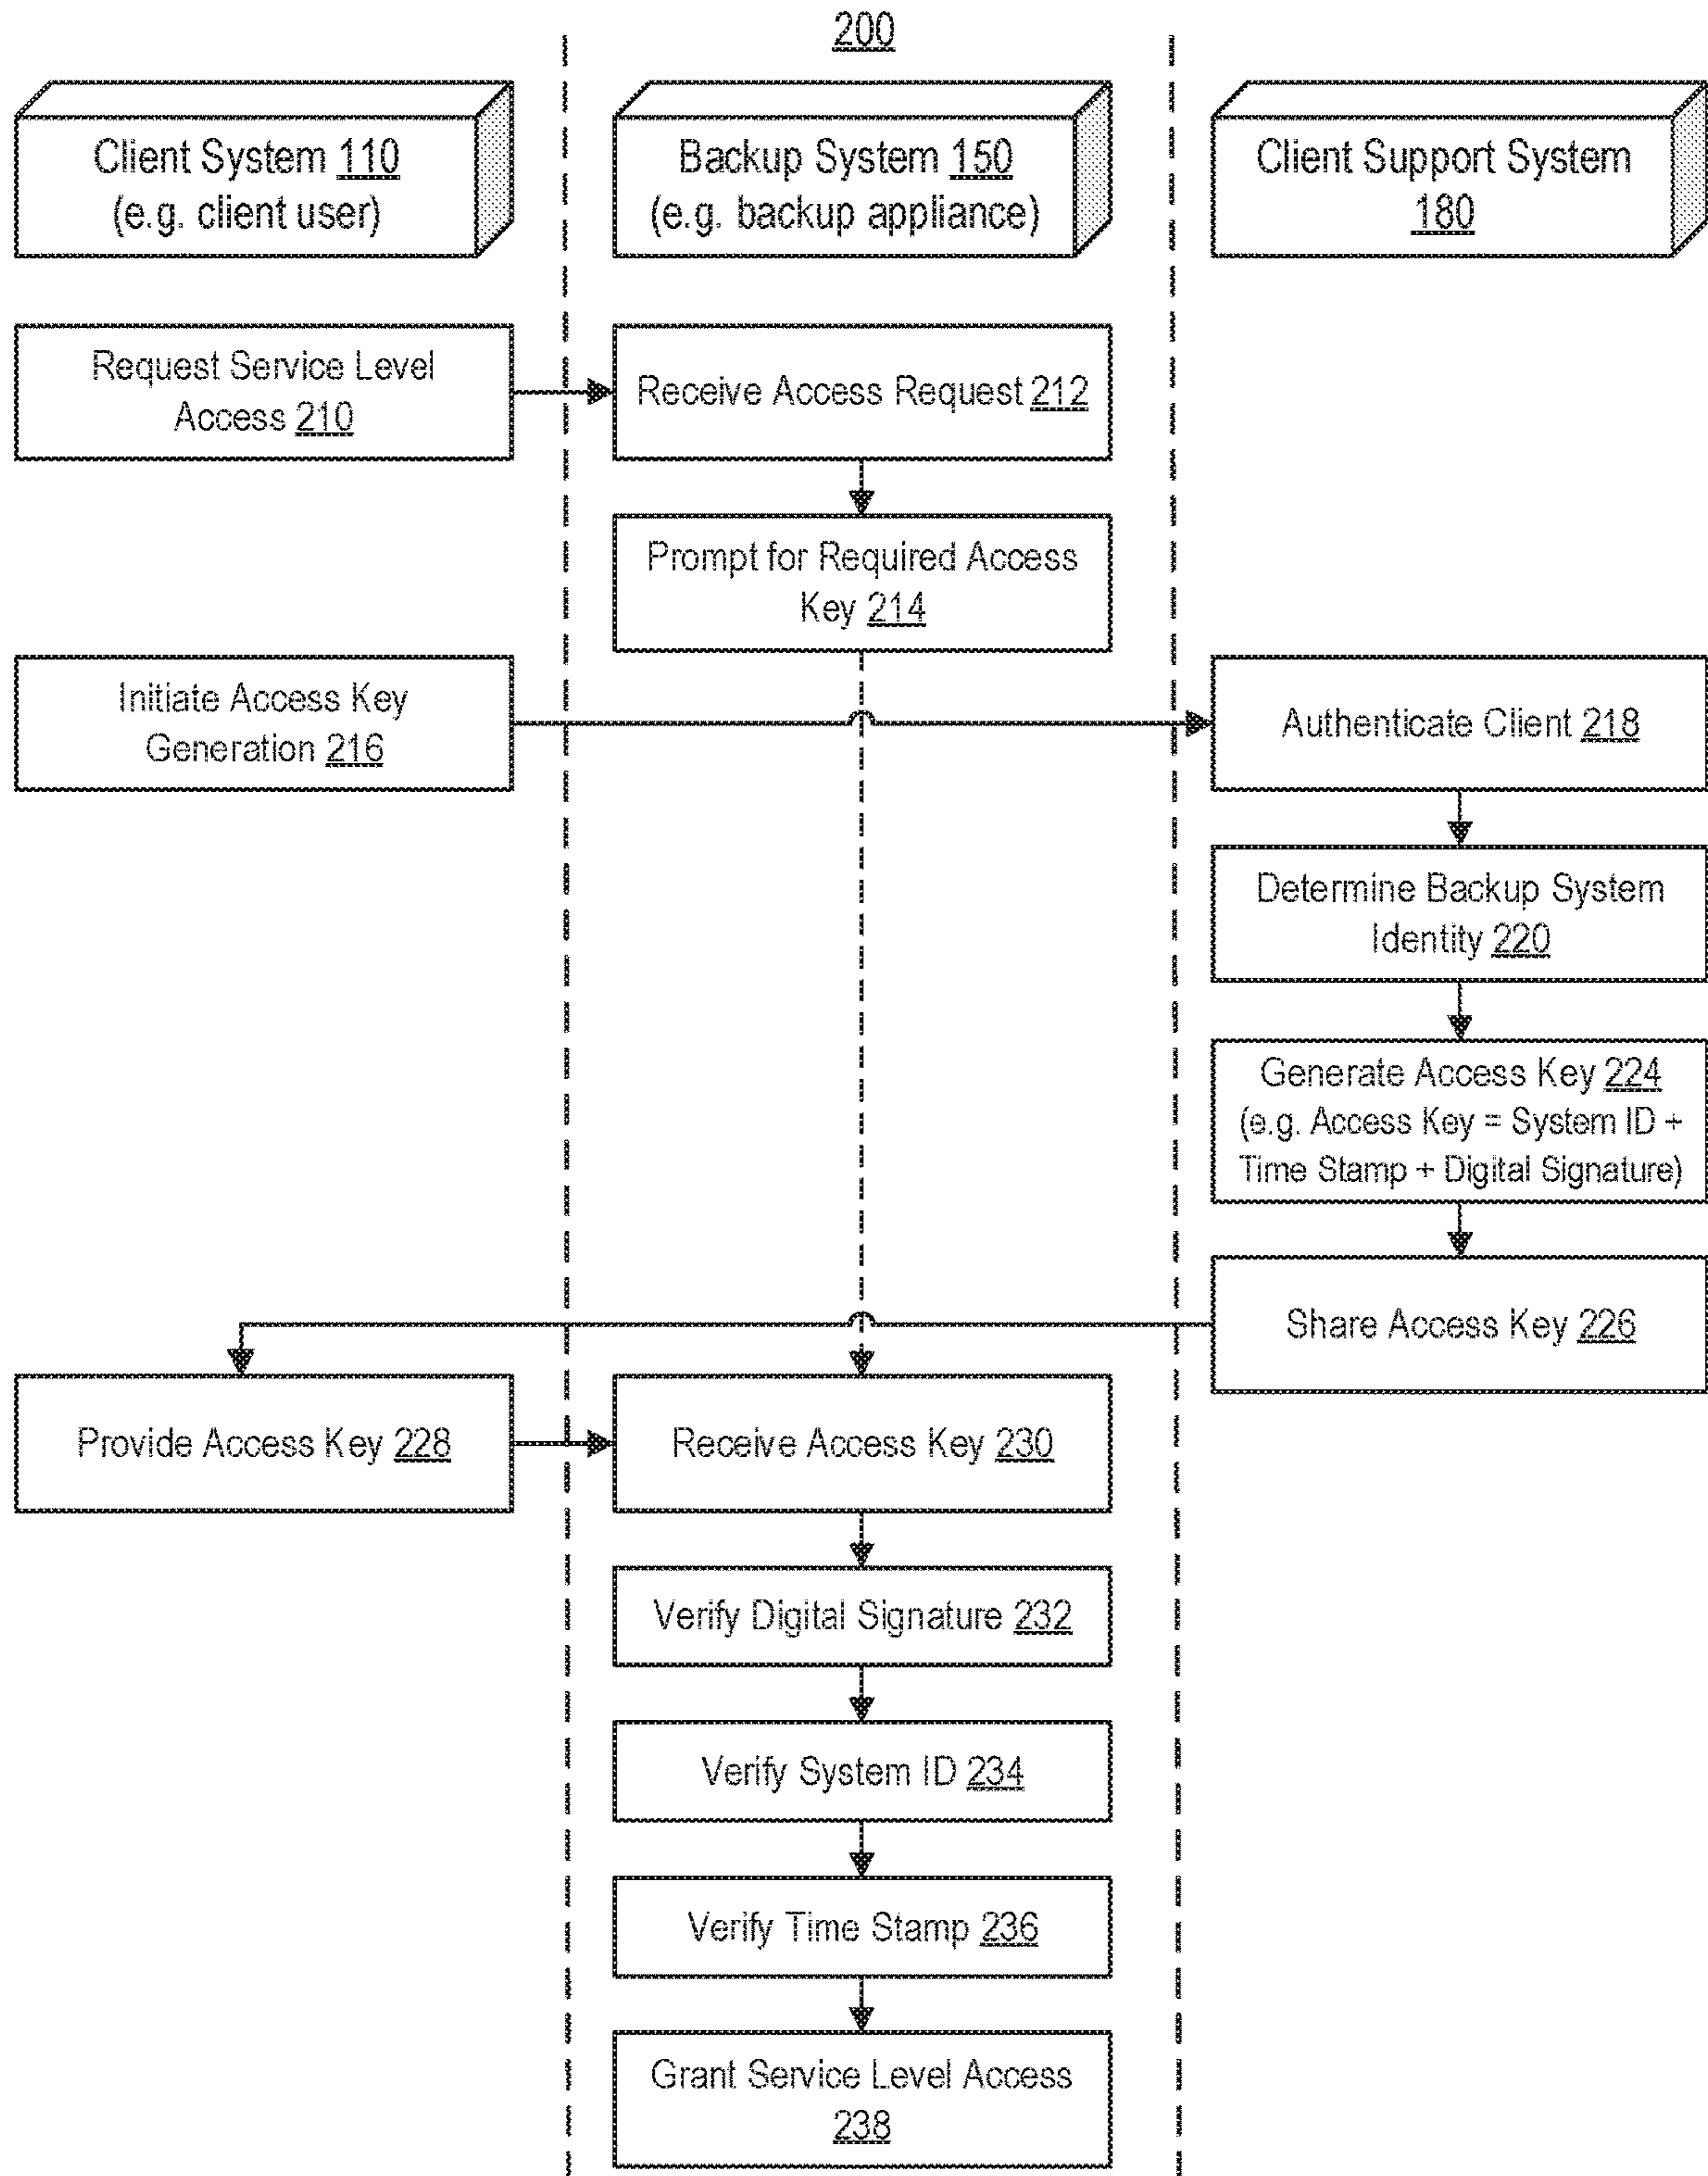 200
Client System 110
(e.g. client user)
Backup System 150
(e.g. backup appliance)
Client Support System
180
Request Service Level
Access 210
Receive Access Request 212
Prompt for Required Access
Key 214
Initiate Access Key
Generation 216
Authenticate Client 218
Determine Backup System
Identity 220
Generate Access Key 224
(e.g. Access Key = System ID +
Time Stamp + Digital Signature)
Share Access Key 226
Provide Access Key 228
Receive Access Key 230
Verify Digital Signature 232
Verify System ID 234
Verify Time Stamp 236
Grant Service Level Access
238